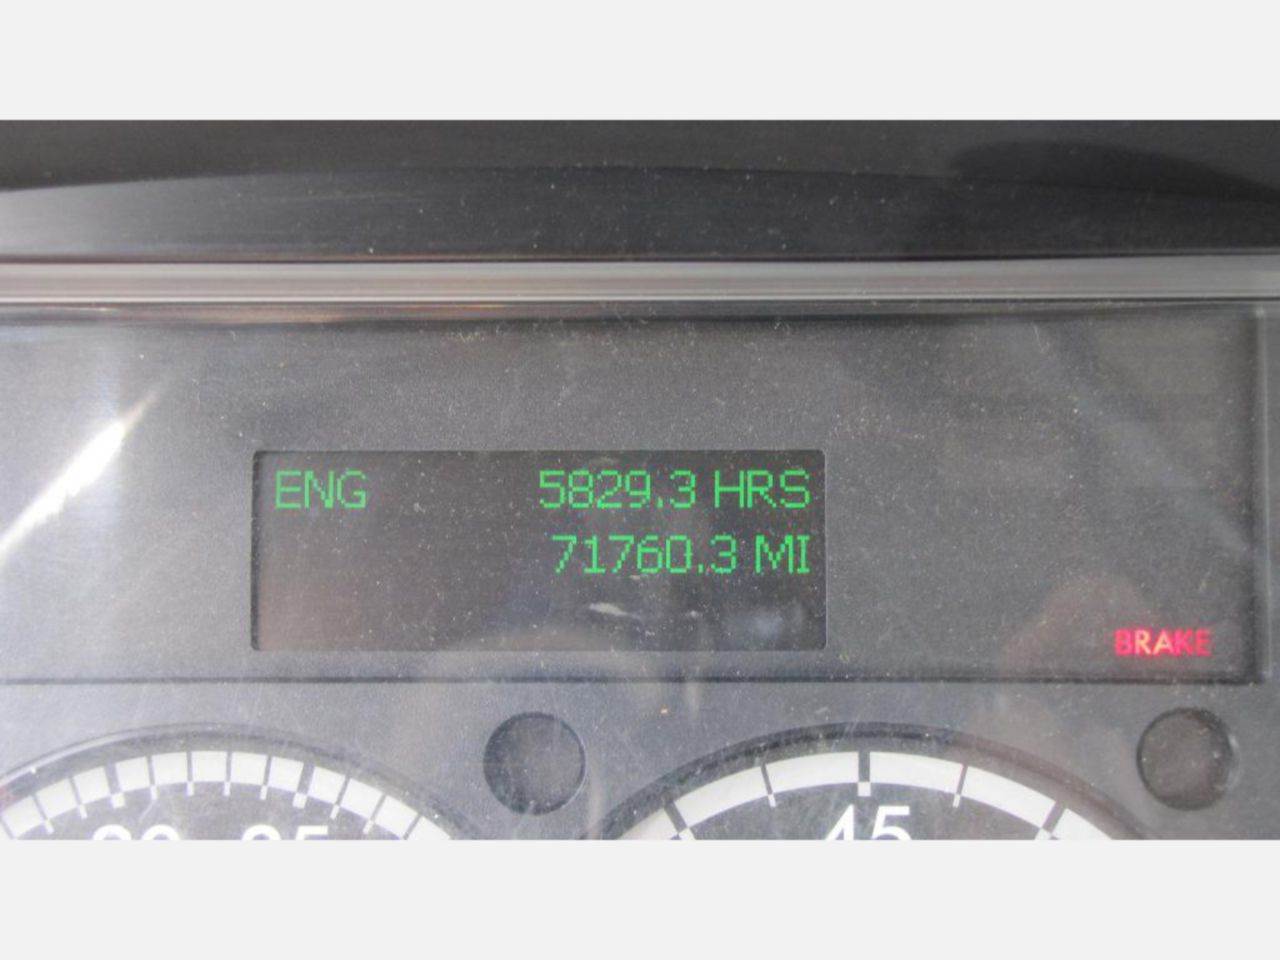 ENG 5829.3 HRS
71760.3 MI
BRAKE
45